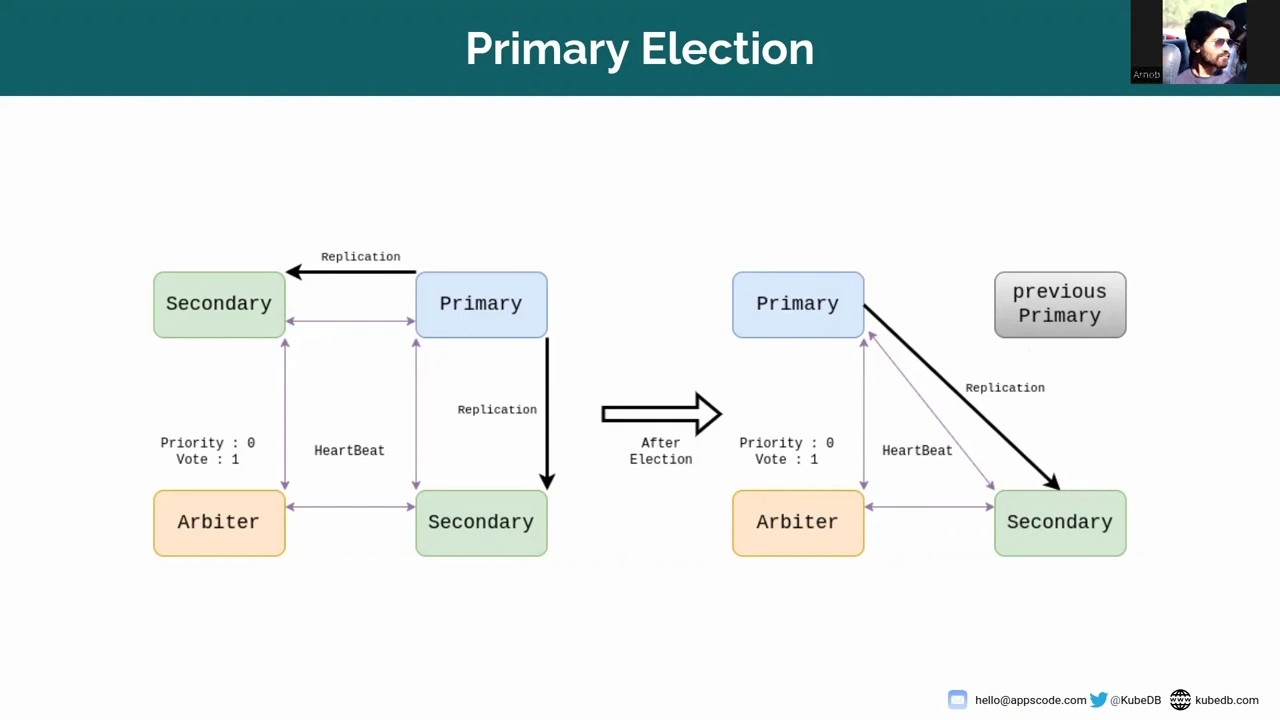 Primary Election
Arnob
Replication
Secondary
Primary
Replication
Priority : 0
Vote : 1
HeartBeat
Arbiter
Secondary
After
Election
Primary
previous
Primary
Replication
Priority : 0
Vote : 1
HeartBeat
Arbiter
Secondary
hello@appscode.com @KubeDB kubedb.com